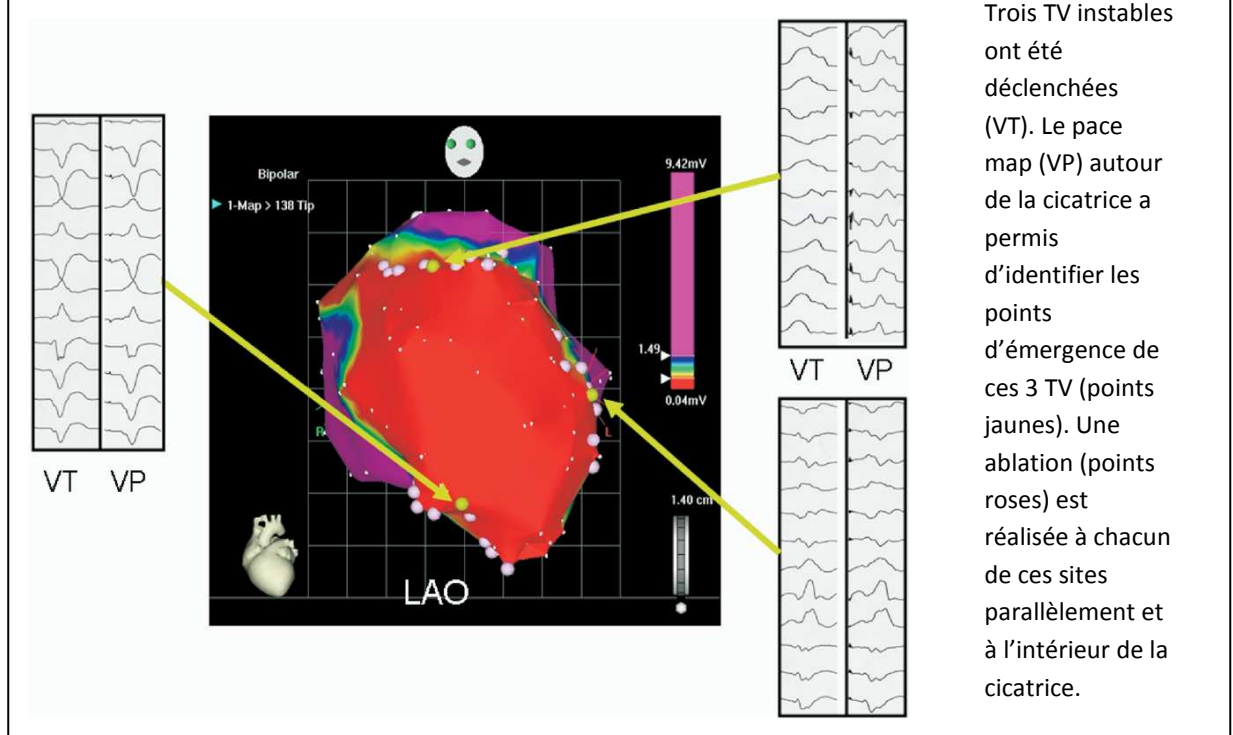 Trois TV instables
ont été
déclenchées
(VT). Le pace
map (VP) autour
de la cicatrice a
permis
d’identifier les
points
d’émergence de
ces 3 TV (points
jaunes). Une
ablation (points
roses) est
réalisée à chacun
de ces sites
parallèlement et
à l’intérieur de la
cicatrice.
VT VP
Bipolar
1-Map > 138 Tip
9.42mV
1.49
0.04mV
R
L
1.40 cm
LAO
VT VP